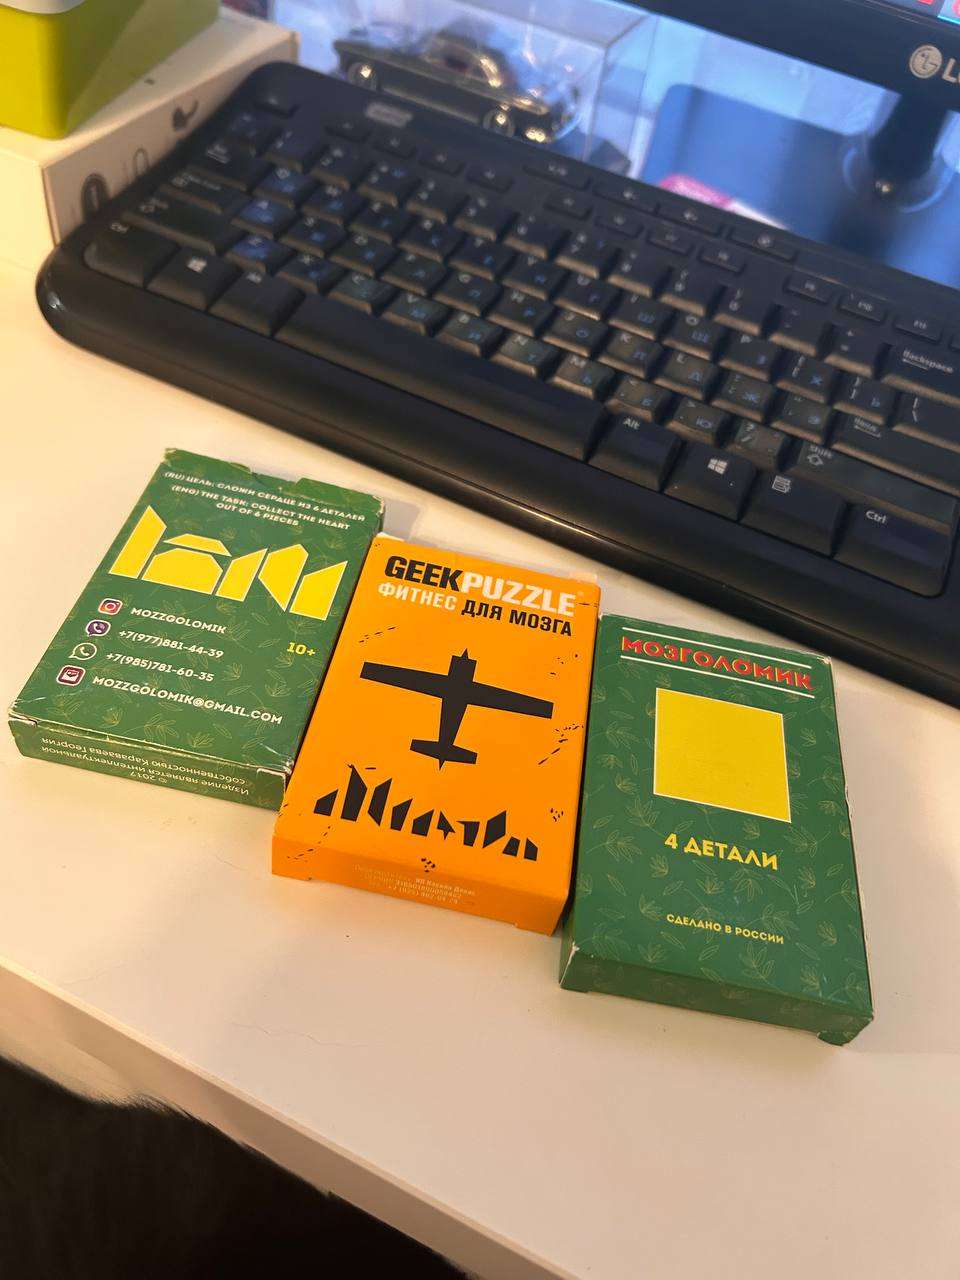 (RU) ЦЕЛЬ: СЛОЖИ СЕРДЦЕ ИЗ 6 ДЕТАЛЕЙ
(ENG) THE TASK: COLLECT THE HEART
OUT OF 6 PIECES
MOZZGOLOMIK
+7(977)881-44-39
10+
+7(985)781-60-35
MOZZGOLOMIK@GMAIL.COM
© 2017
Изделие является интеллектуальной
собственностью Караваева Георгия
GEEKPUZZLE
ФИТНЕС ДЛЯ МОЗГА
МОЗГОЛОМИК
4 ДЕТАЛИ
СДЕЛАНО В РОССИИ
Backspace
Shift
Alt
Ctrl